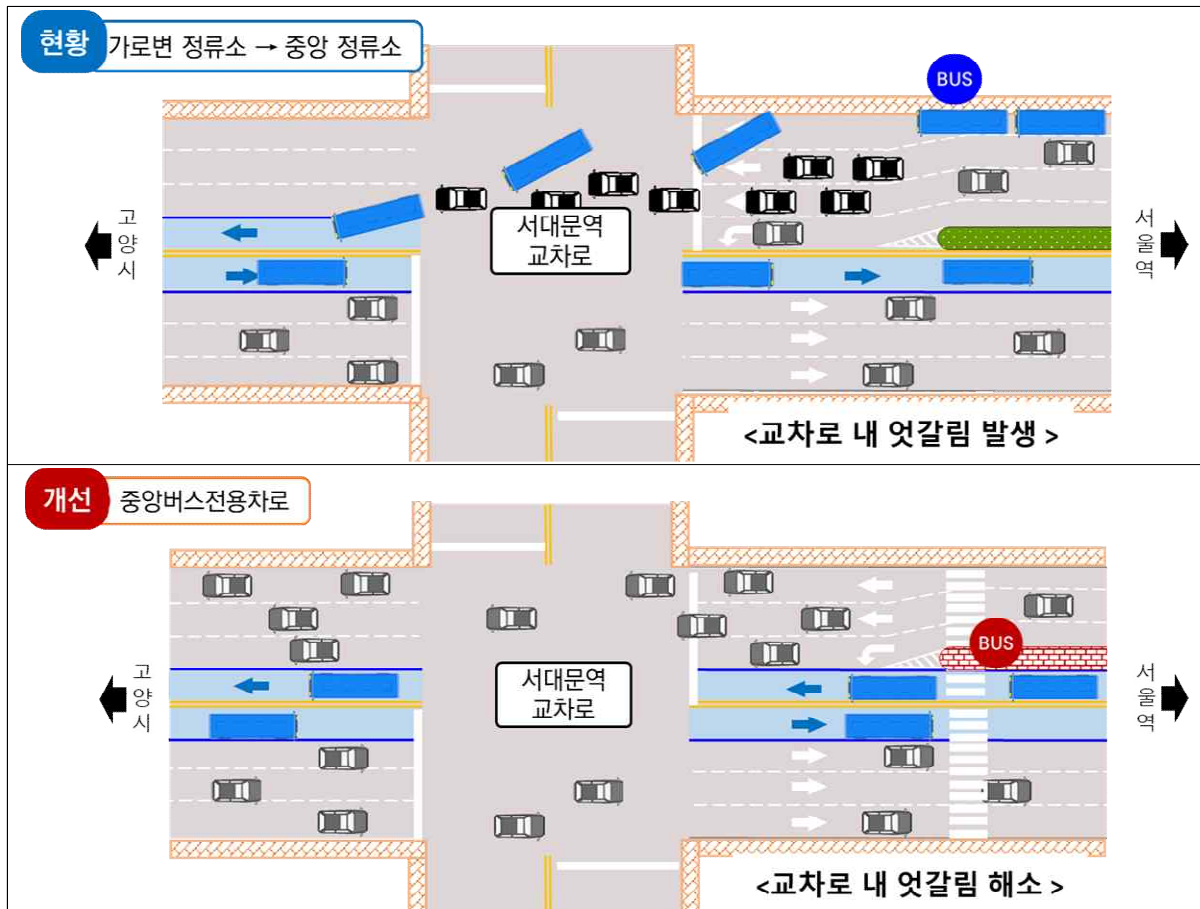 현황
가로변 정류소 → 중앙 정류소
BUS
고양시
서대문역
교차로
서울역
<교차로 내 엇갈림 발생 >
개선
중앙버스전용차로
BUS
고양시
서대문역
교차로
서울역
<교차로 내 엇갈림 해소 >